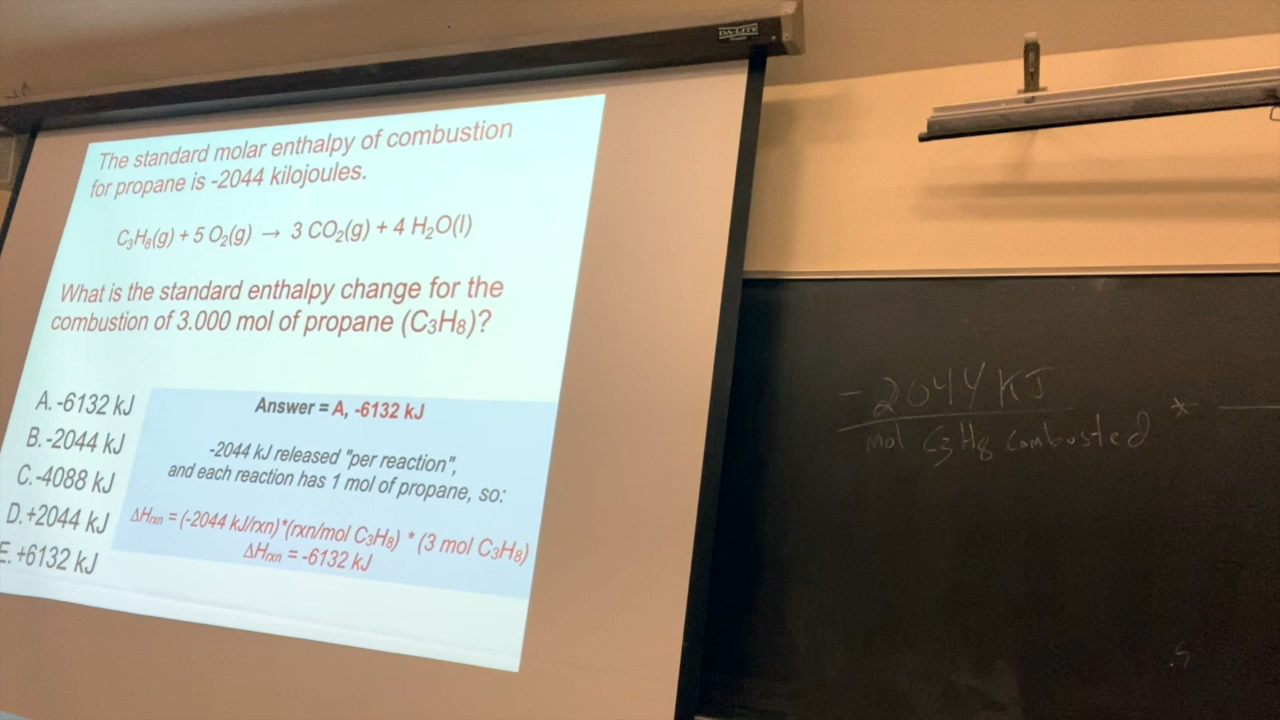 DA-LITE
The standard molar enthalpy of combustion
for propane is -2044 kilojoules.
C₃H₈(g) + 5 O₂(g) → 3 CO₂(g) + 4 H₂O(l)
What is the standard enthalpy change for the
combustion of 3.000 mol of propane (C₃H₈)?
A. -6132 kJ
B. -2044 kJ
C. -4088 kJ
D. +2044 kJ
E. +6132 kJ
Answer = A, -6132 kJ
-2044 kJ released "per reaction",
and each reaction has 1 mol of propane, so:
ΔHrxn = (-2044 kJ/rxn)*(rxn/mol C₃H₈) * (3 mol C₃H₈)
ΔHrxn = -6132 kJ
-2044 KJ
mol C₃H₈ combusted *